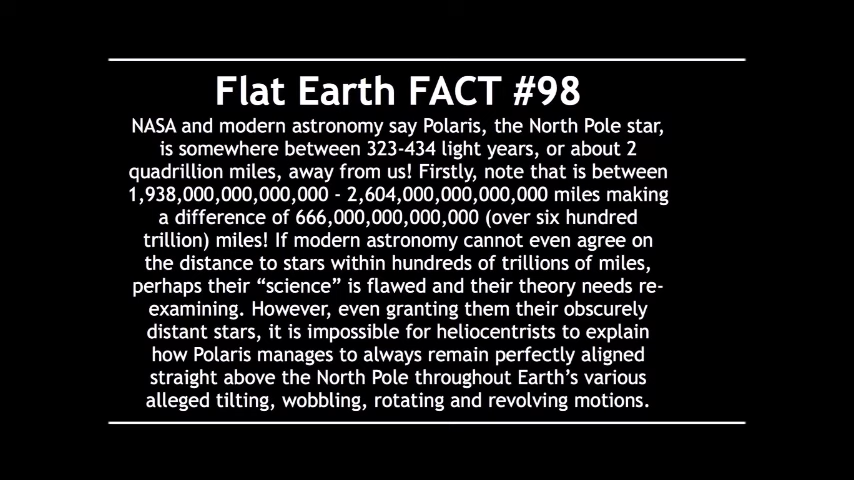 Flat Earth FACT #98
NASA and modern astronomy say Polaris, the North Pole star,
is somewhere between 323-434 light years, or about 2
quadrillion miles, away from us! Firstly, note that is between
1,938,000,000,000,000 - 2,604,000,000,000,000 miles making
a difference of 666,000,000,000,000 (over six hundred
trillion) miles! If modern astronomy cannot even agree on
the distance to stars within hundreds of trillions of miles,
perhaps their “science” is flawed and their theory needs re-
examining. However, even granting them their obscurely
distant stars, it is impossible for heliocentrists to explain
how Polaris manages to always remain perfectly aligned
straight above the North Pole throughout Earth’s various
alleged tilting, wobbling, rotating and revolving motions.